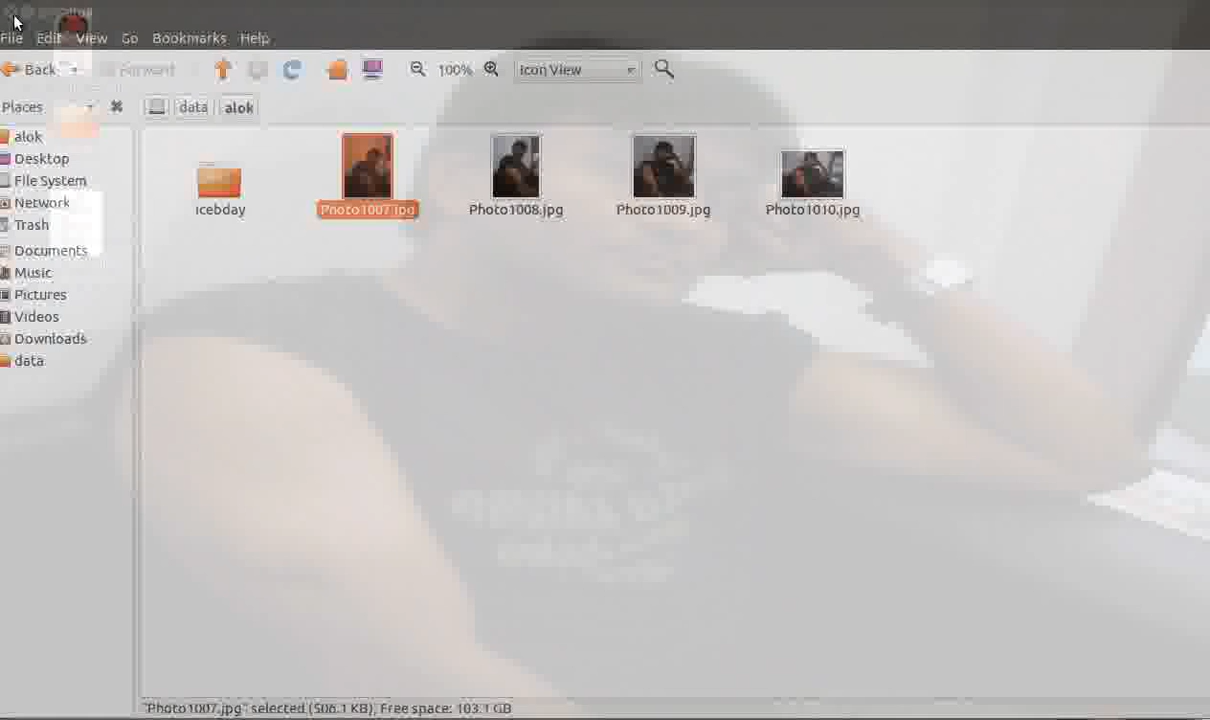 File Edit View Go Bookmarks Help
Back Forward 100% Icon View
Places data alok
alok
Desktop
File System
Network
Trash
Documents
Music
Pictures
Videos
Downloads
data
icebday Photo1007.jpg Photo1008.jpg Photo1009.jpg Photo1010.jpg
"Photo1007.jpg" selected (506.1 KB), Free space: 103.1 GB